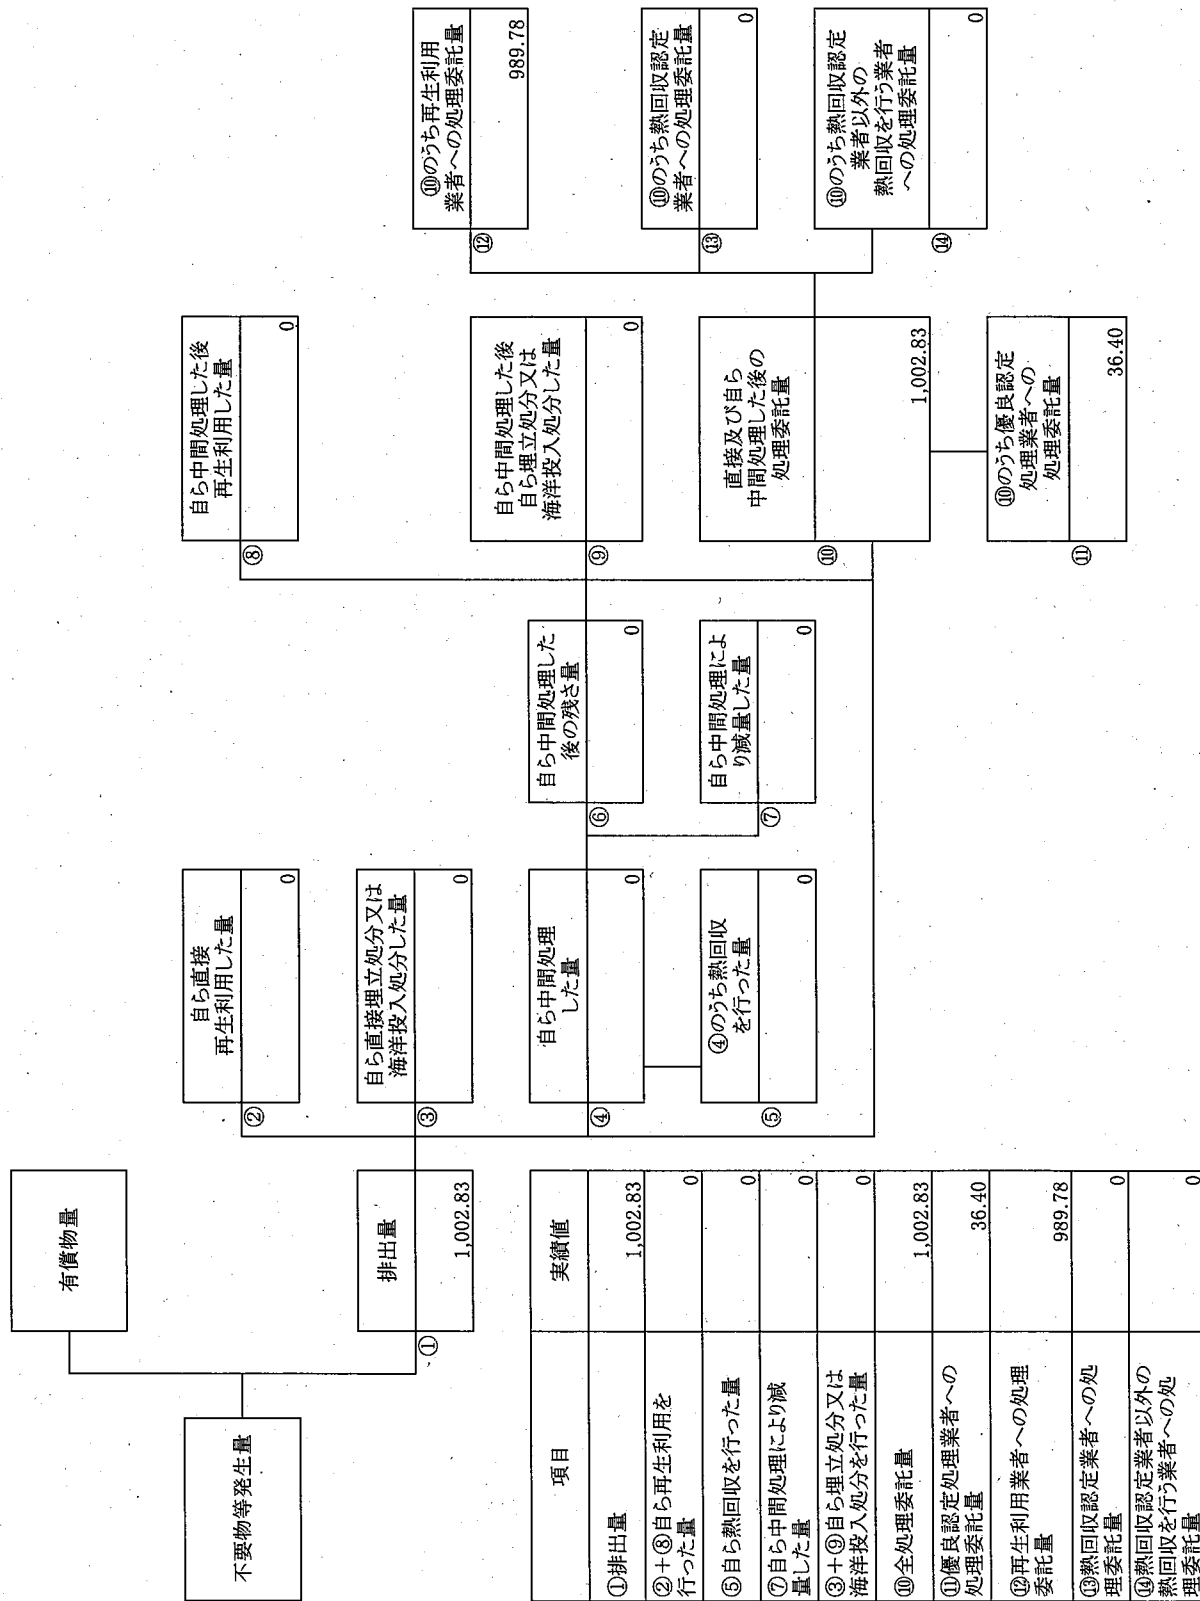 不要物等発生量
有償物量
①
排出量
1,002.83
②
自ら直接
再生利用した量
0
③
自ら直接埋立処分又は
海洋投入処分した量
0
④
自ら中間処理
した量
0
⑤
④のうち熱回収
を行った量
0
⑥
自ら中間処理した
後の残さ量
0
⑦
自ら中間処理によ
り減量した量
0
⑧
自ら中間処理した後
再生利用した量
0
⑨
自ら中間処理した後
自ら埋立処分又は
海洋投入処分した量
0
⑩
直接及び自ら
中間処理した後の
処理委託量
1,002.83
⑪
⑩のうち優良認定
処理業者への
処理委託量
36.40
⑫
⑩のうち再生利用
業者への処理委託量
989.78
⑬
⑩のうち熱回収認定
業者への処理委託量
0
⑭
⑩のうち熱回収認定
業者以外の
熱回収を行う業者
への処理委託量
0
項目
実績値
①排出量
1,002.83
②+⑧自ら再生利用を
行った量
0
⑤自ら熱回収を行った量
0
⑦自ら中間処理により減
量した量
0
③+⑨自ら埋立処分又は
海洋投入処分を行った量
0
⑩全処理委託量
1,002.83
⑪優良認定処理業者への
処理委託量
36.40
⑫再生利用業者への処理
委託量
989.78
⑬熱回収認定業者への処
理委託量
0
⑭熱回収認定業者以外の
熱回収を行う業者への処
理委託量
0